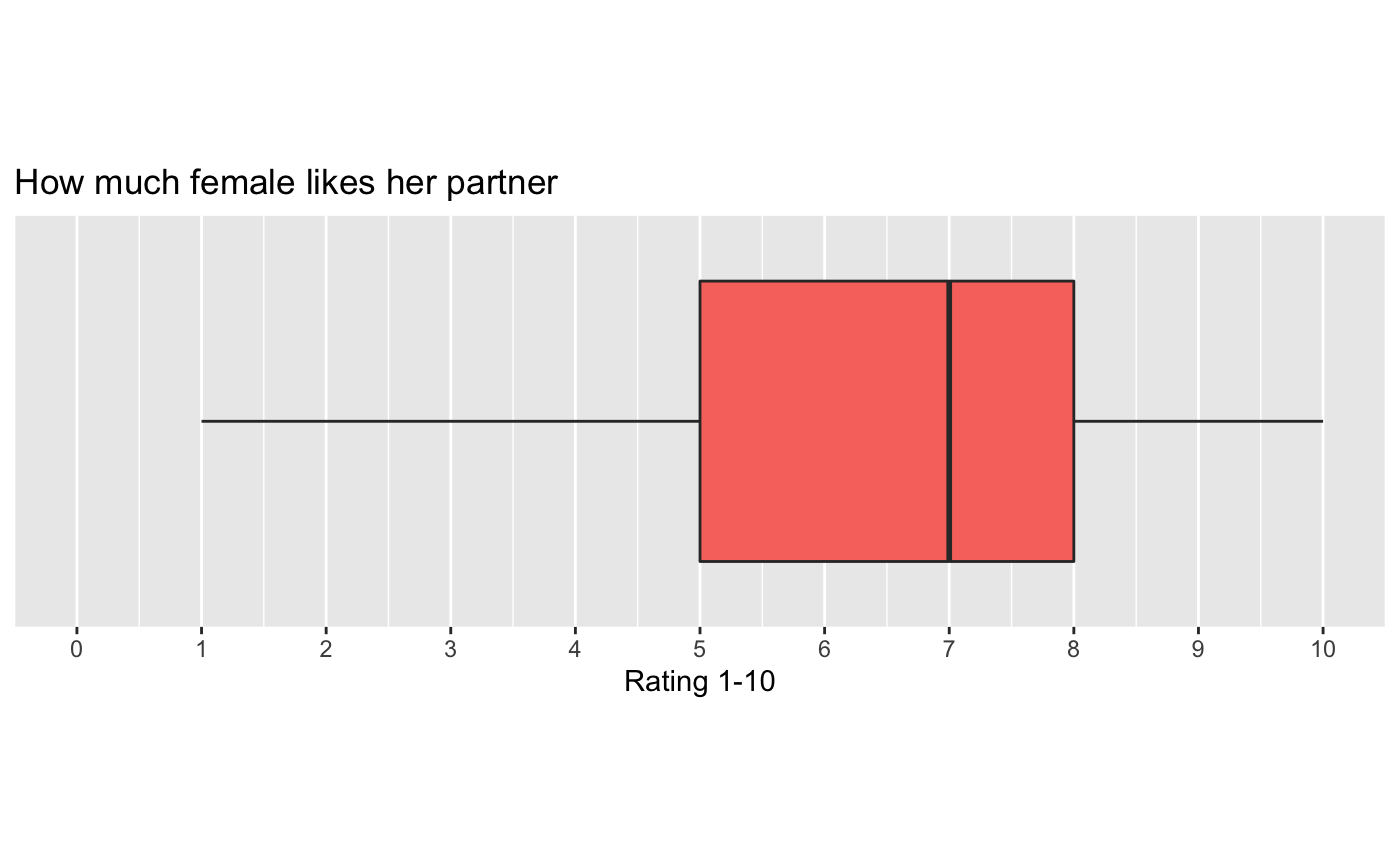 How much female likes her partner
0 1 2 3 4 5 6 7 8 9 10
Rating 1-10